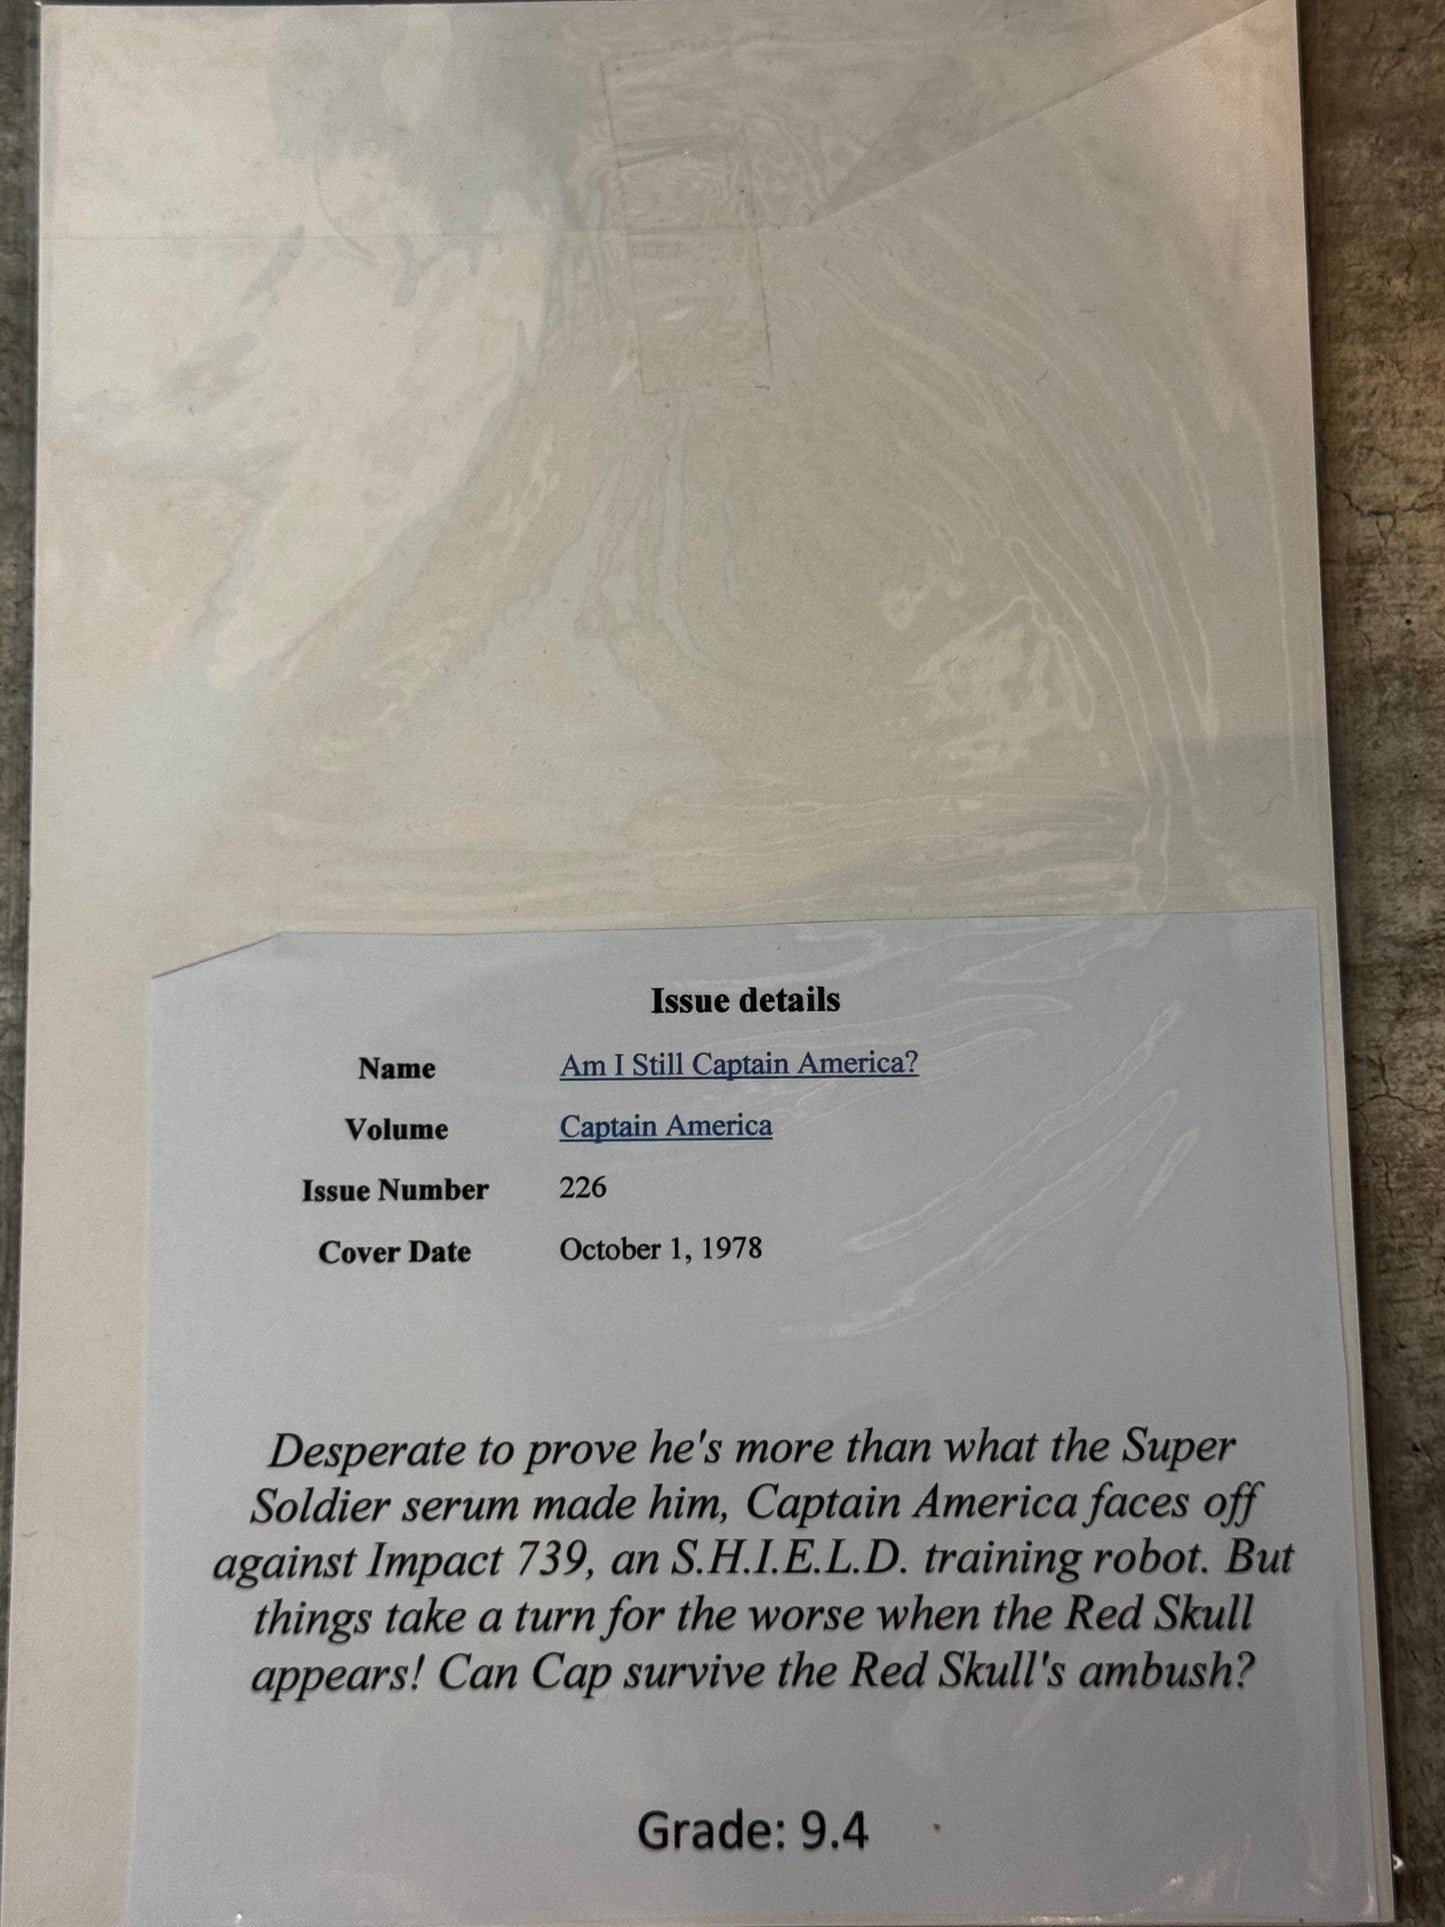 Issue details
Name Am I Still Captain America?
Volume Captain America
Issue Number 226
Cover Date October 1, 1978
Desperate to prove he's more than what the Super
Soldier serum made him, Captain America faces off
against Impact 739, an S.H.I.E.L.D. training robot. But
things take a turn for the worse when the Red Skull
appears! Can Cap survive the Red Skull's ambush?
Grade: 9.4